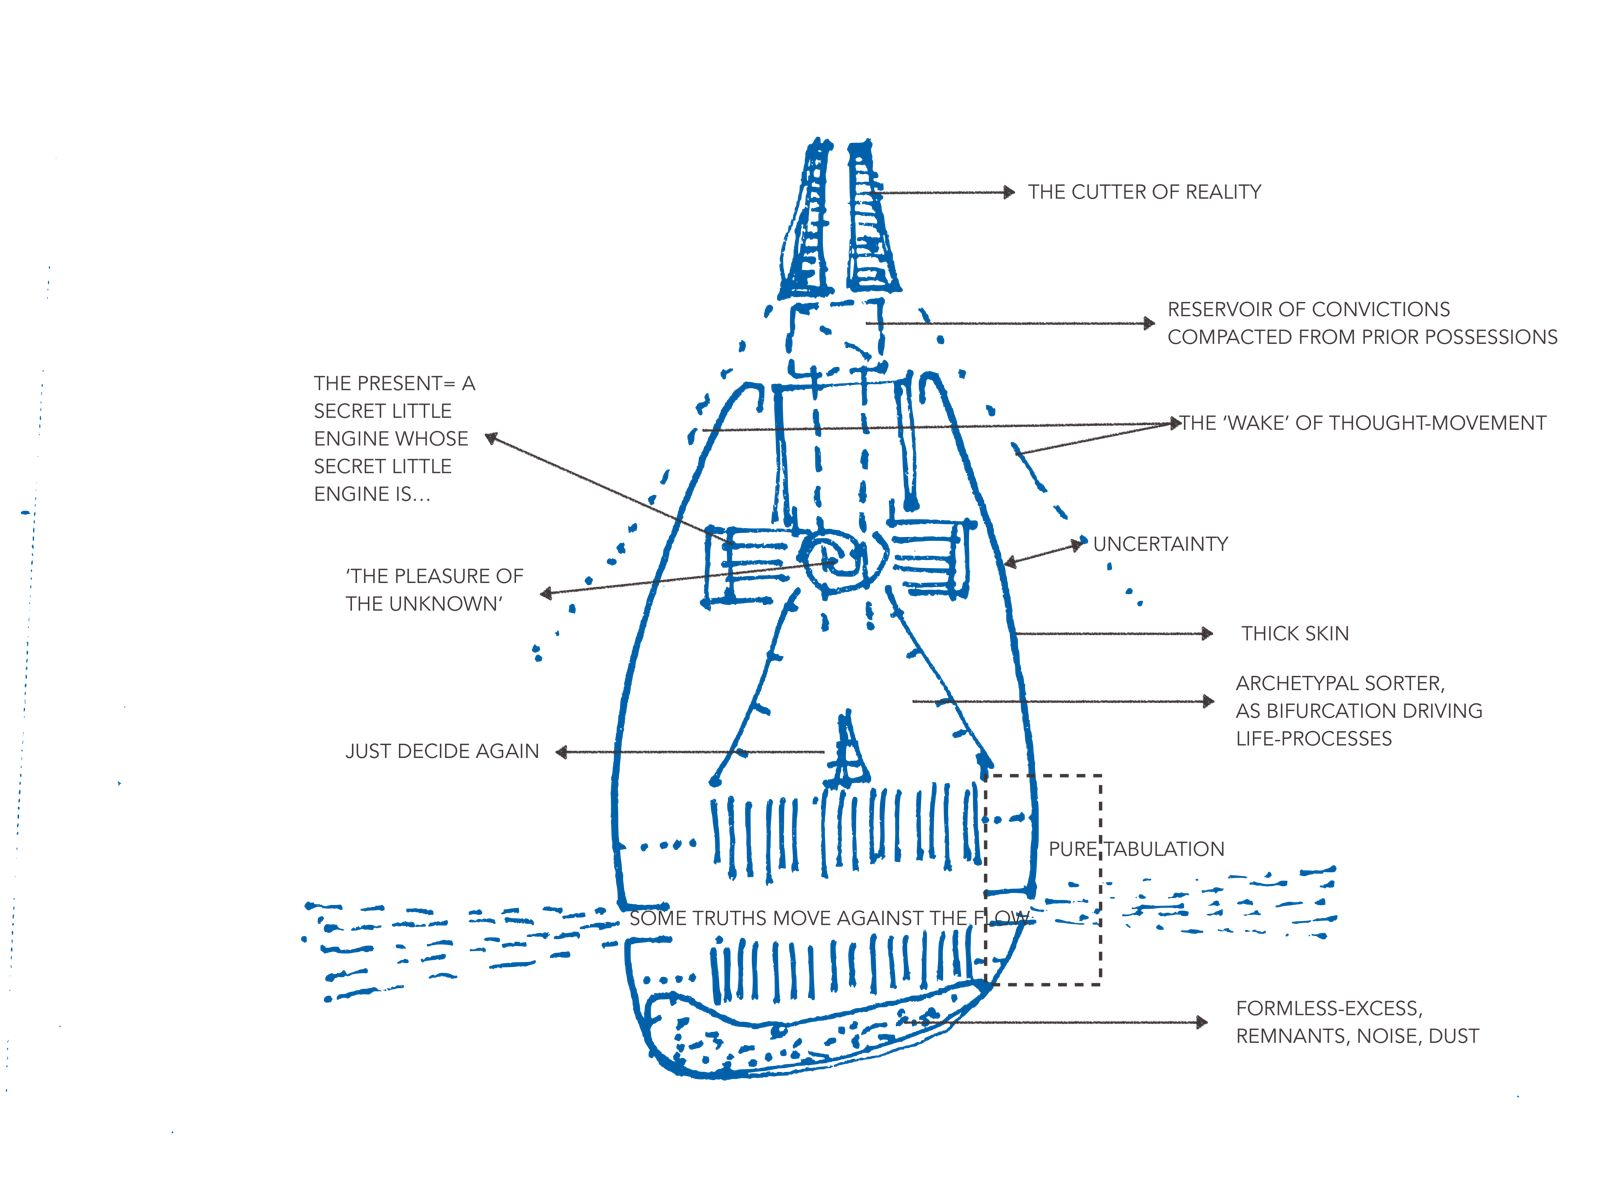 THE CUTTER OF REALITY
RESERVOIR OF CONVICTIONS
COMPACTED FROM PRIOR POSSESSIONS
THE PRESENT= A
SECRET LITTLE
ENGINE WHOSE
SECRET LITTLE
ENGINE IS…
THE ‘WAKE’ OF THOUGHT-MOVEMENT
UNCERTAINTY
‘THE PLEASURE OF
THE UNKNOWN’
THICK SKIN
ARCHETYPAL SORTER,
AS BIFURCATION DRIVING
LIFE-PROCESSES
JUST DECIDE AGAIN
PURE TABULATION
SOME TRUTHS MOVE AGAINST THE FLOW
FORMLESS-EXCESS,
REMNANTS, NOISE, DUST